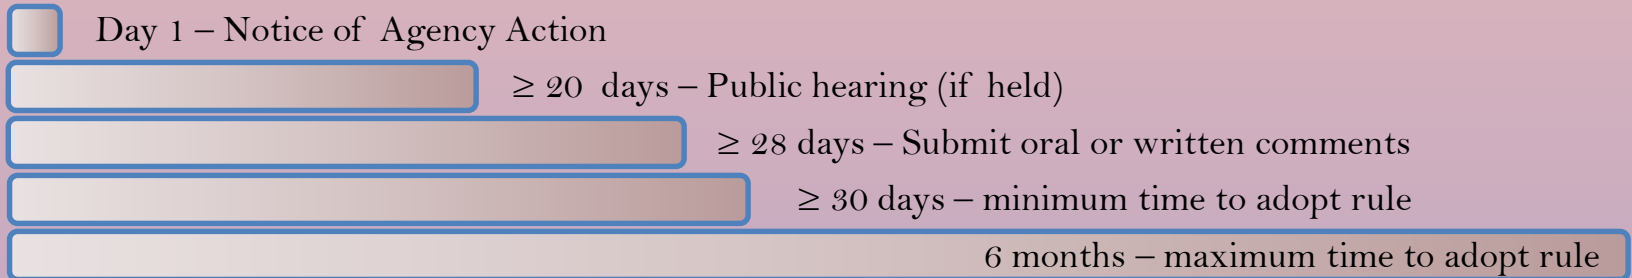 Day 1 – Notice of Agency Action
≥ 20 days – Public hearing (if held)
≥ 28 days – Submit oral or written comments
≥ 30 days – minimum time to adopt rule
6 months – maximum time to adopt rule